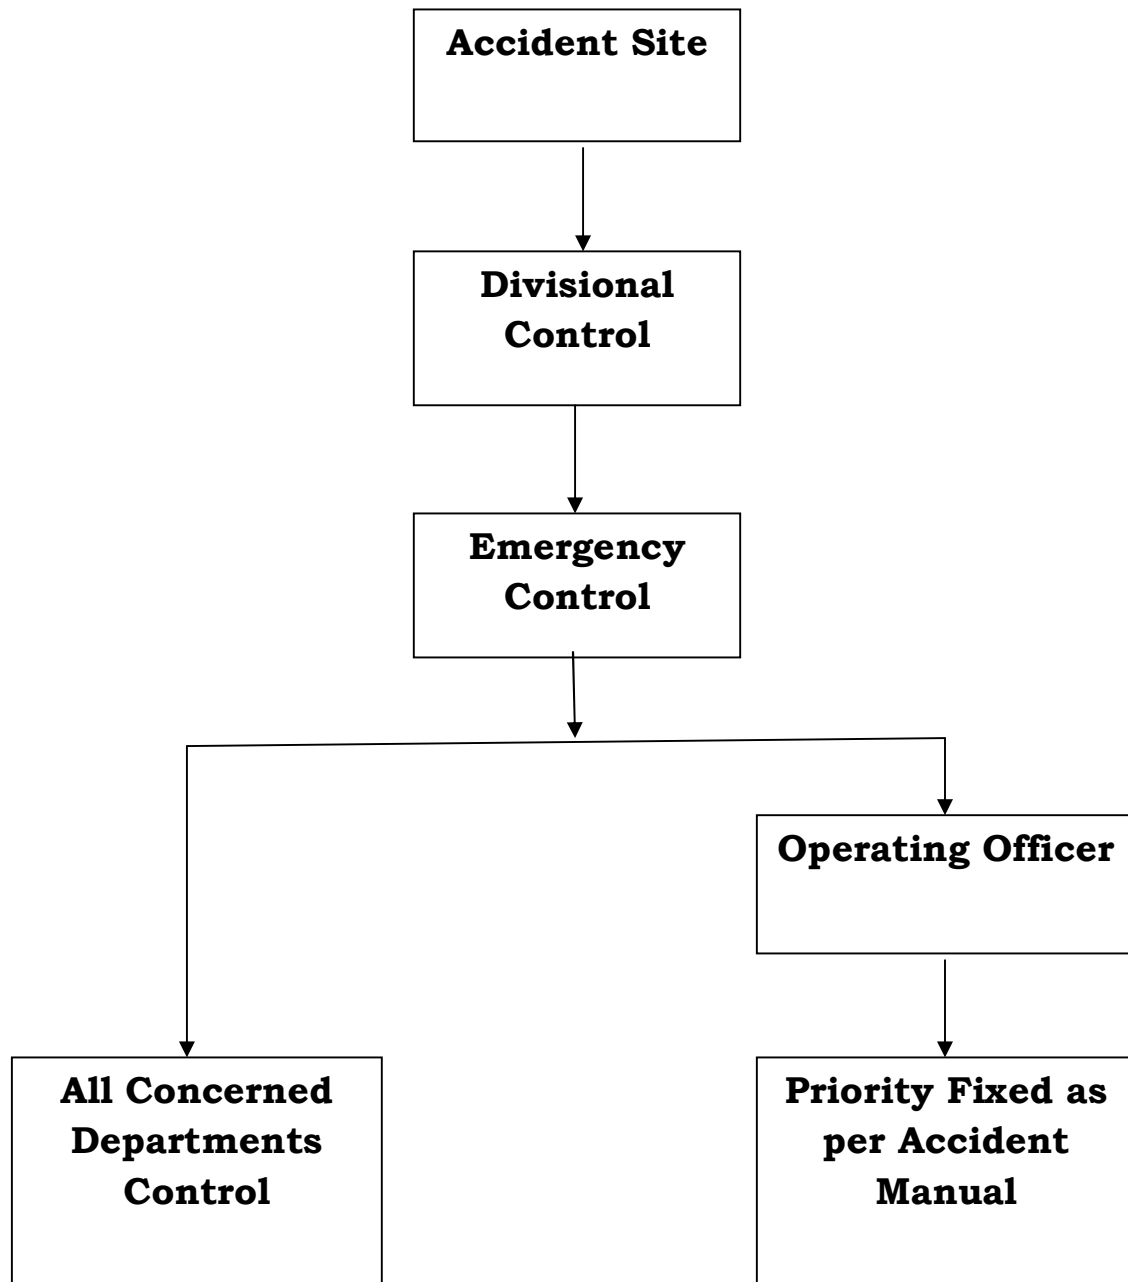 Accident Site
Divisional
Control
Emergency
Control
Operating Officer
All Concerned
Departments
Control
Priority Fixed as
per Accident
Manual